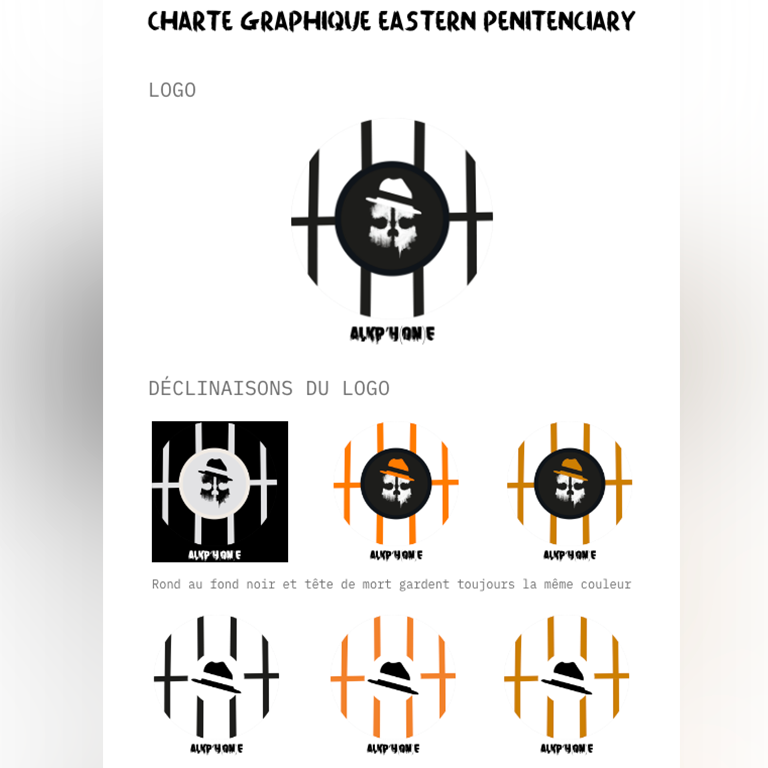 CHARTE GRAPHIQUE EASTERN PENITENCIARY
LOGO
ALKP'H(ON)E
DÉCLINAISONS DU LOGO
ALKP'H(ON)E
ALKP'H(ON)E
ALKP'H(ON)E
Rond au fond noir et tête de mort gardent toujours la même couleur
ALKP'H(ON)E
ALKP'H(ON)E
ALKP'H(ON)E